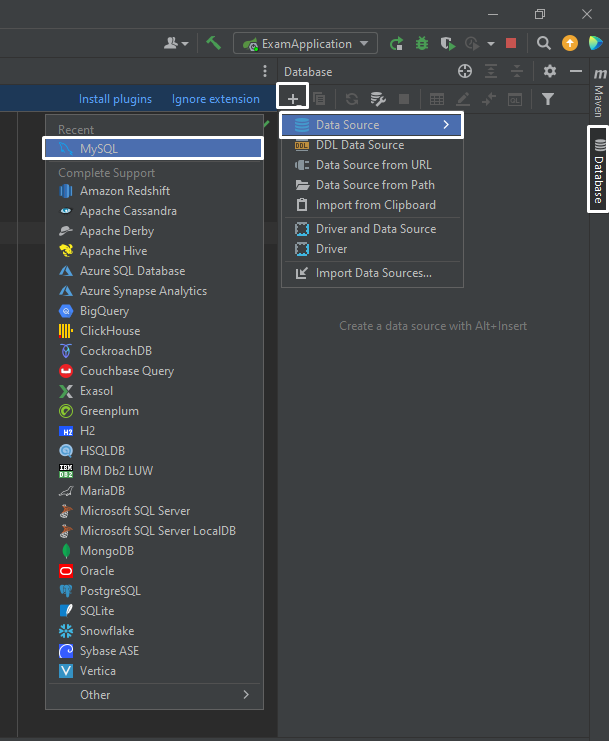 ExamApplication
Database
Install plugins
Ignore extension
Maven
Database
Recent
MySQL
Complete Support
Amazon Redshift
Apache Cassandra
Apache Derby
Apache Hive
Azure SQL Database
Azure Synapse Analytics
BigQuery
ClickHouse
CockroachDB
Couchbase Query
Exasol
Greenplum
H2
H2
HSQLDB
IBM
DB2
IBM Db2 LUW
MariaDB
Microsoft SQL Server
Microsoft SQL Server LocalDB
MongoDB
Oracle
PostgreSQL
SQLite
Snowflake
Sybase ASE
Vertica
Other
Data Source
DDL
DDL Data Source
Data Source from URL
Data Source from Path
Import from Clipboard
Driver and Data Source
Driver
Import Data Sources...
Create a data source with Alt+Insert